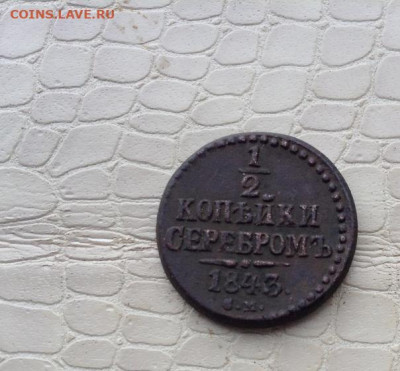 COINS.LAVE.RU
1
2
КОПѢЙКИ
СЕРЕБРОМЪ
1843.